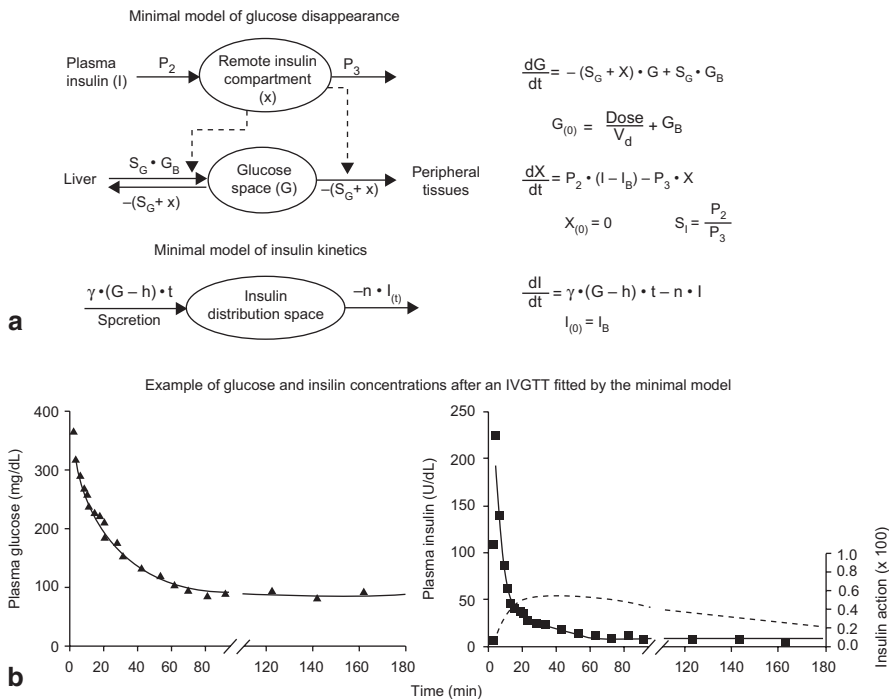 Minimal model of glucose disappearance
Plasma
insulin (I)
P2
Remote insulin
compartment
(x)
P3
Liver
SG • GB
–(SG + x)
Glucose
space (G)
–(SG + x)
Peripheral
tissues
dG/dt = – (SG + X) • G + SG • GB
G(0) = Dose/Vd + GB
dX/dt = P2 • (I – IB) – P3 • X
X(0) = 0 SI = P2/P3
Minimal model of insulin kinetics
γ • (G – h) • t
Spcretion
Insulin
distribution space
–n • I(t)
dI/dt = γ • (G – h) • t – n • I
I(0) = IB
a
Example of glucose and insilin concentrations after an IVGTT fitted by the minimal model
Plasma glucose (mg/dL)
400
300
200
100
0
0 20 40 60 80 120 140 160 180
Plasma insulin (U/dL)
250
200
150
100
50
0
0 20 40 60 80 120 140 160 180
1.0
0.8
0.6
0.4
0.2
0.0
Insulin action (x 100)
Time (min)
b